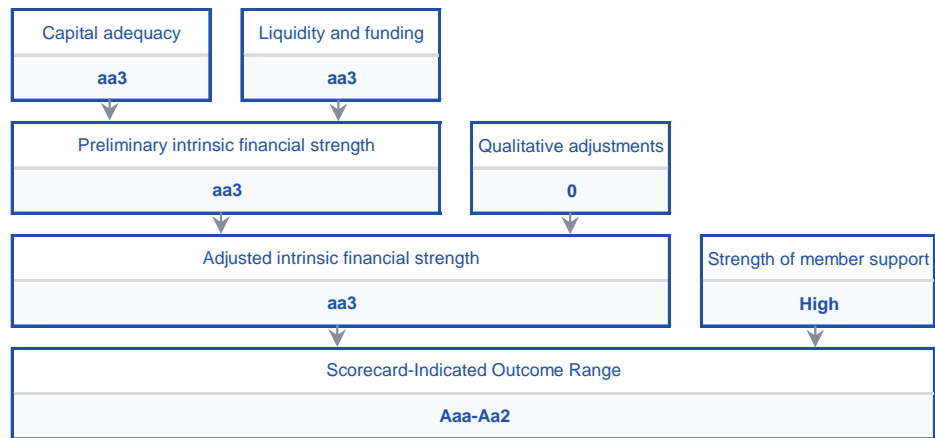 Capital adequacy
Liquidity and funding
aa3
aa3
Preliminary intrinsic financial strength
Qualitative adjustments
aa3
0
Adjusted intrinsic financial strength
Strength of member support
aa3
High
Scorecard-Indicated Outcome Range
Aaa-Aa2